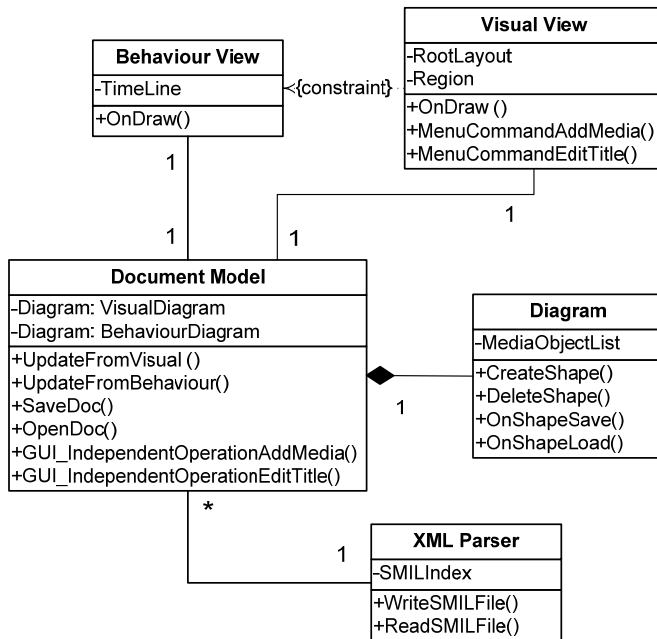 Visual View
-RootLayout
-Region
+OnDraw ()
+MenuCommandAddMedia()
+MenuCommandEditTitle()
Behaviour View
-TimeLine
+OnDraw()
{constraint}
1
1
1
1
Document Model
-Diagram: VisualDiagram
-Diagram: BehaviourDiagram
+UpdateFromVisual ()
+UpdateFromBehaviour()
+SaveDoc()
+OpenDoc()
+GUI_IndependentOperationAddMedia()
+GUI_IndependentOperationEditTitle()
1
Diagram
-MediaObjectList
+CreateShape()
+DeleteShape()
+OnShapeSave()
+OnShapeLoad()
*
1
XML Parser
-SMILIndex
+WriteSMILFile()
+ReadSMILFile()